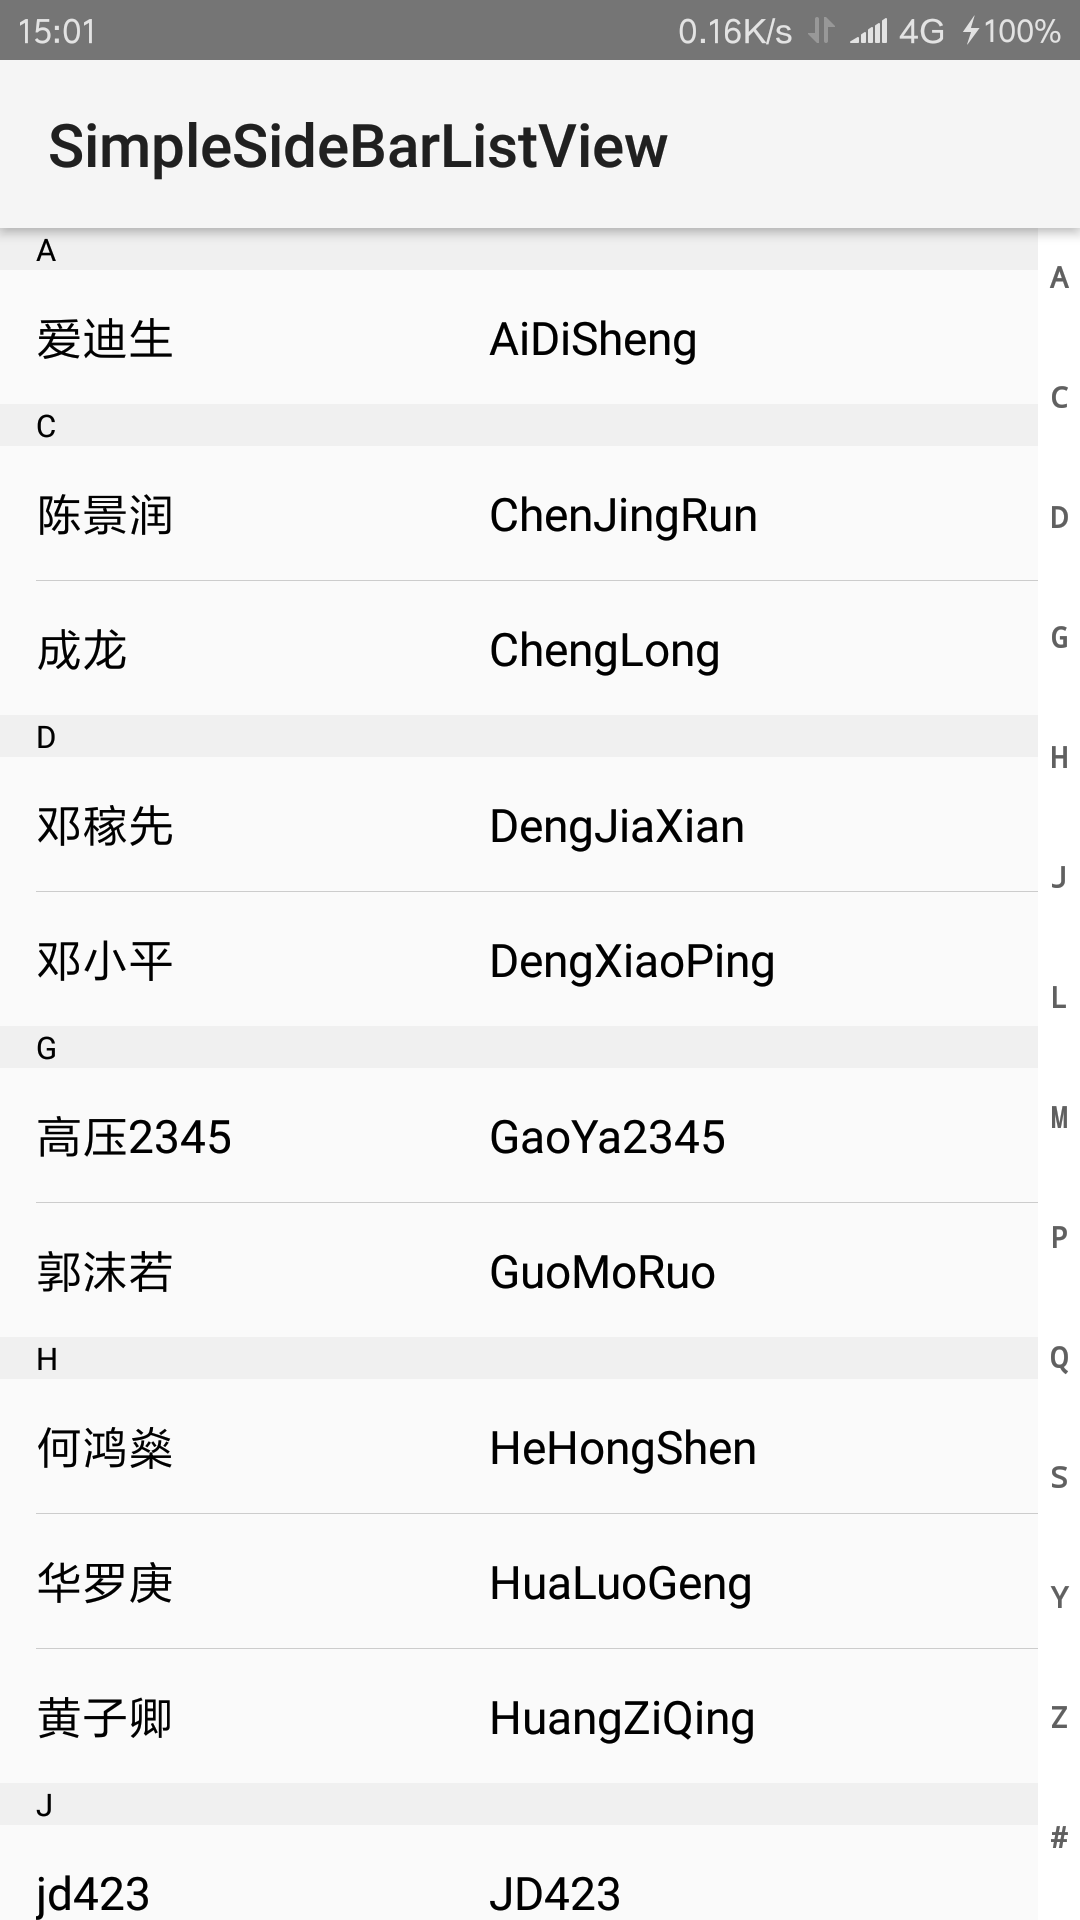 15:01 0.16K/s 4G 100%
SimpleSideBarListView
A
爱迪生 AiDiSheng
C
陈景润 ChenJingRun
成龙 ChengLong
D
邓稼先 DengJiaXian
邓小平 DengXiaoPing
G
高压2345 GaoYa2345
郭沫若 GuoMoRuo
H
何鸿燊 HeHongShen
华罗庚 HuaLuoGeng
黄子卿 HuangZiQing
J
jd423 JD423
A
C
D
G
H
J
L
M
P
Q
S
Y
Z
#